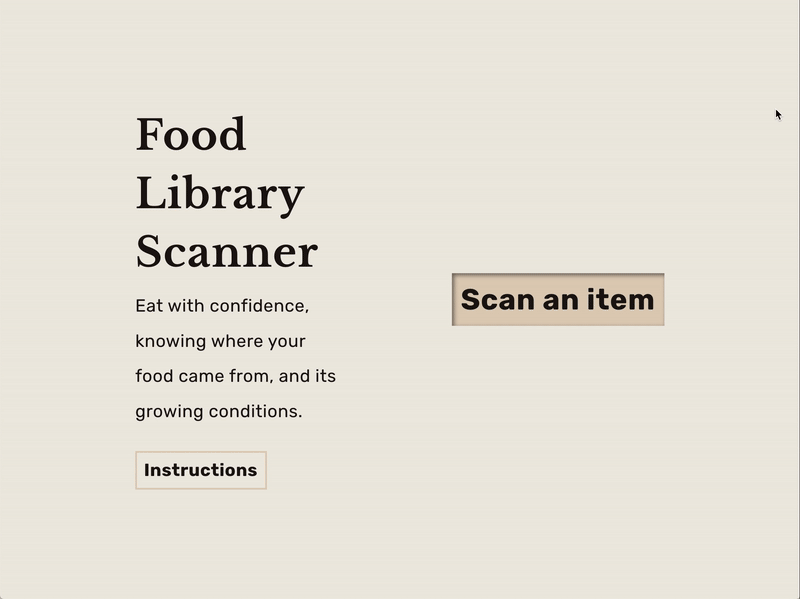 Food
Library
Scanner
Eat with confidence,
knowing where your
food came from, and its
growing conditions.
Instructions
Scan an item